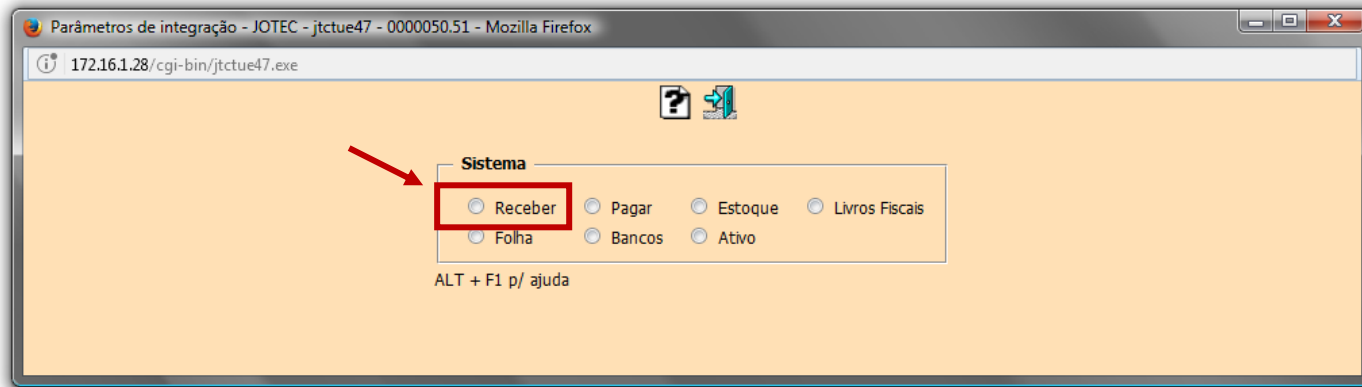 Parâmetros de integração - JOTEC - jtctue47 - 0000050.51 - Mozilla Firefox
172.16.1.28/cgi-bin/jtctue47.exe
Sistema
Receber Pagar Estoque Livros Fiscais
Folha Bancos Ativo
ALT + F1 p/ ajuda